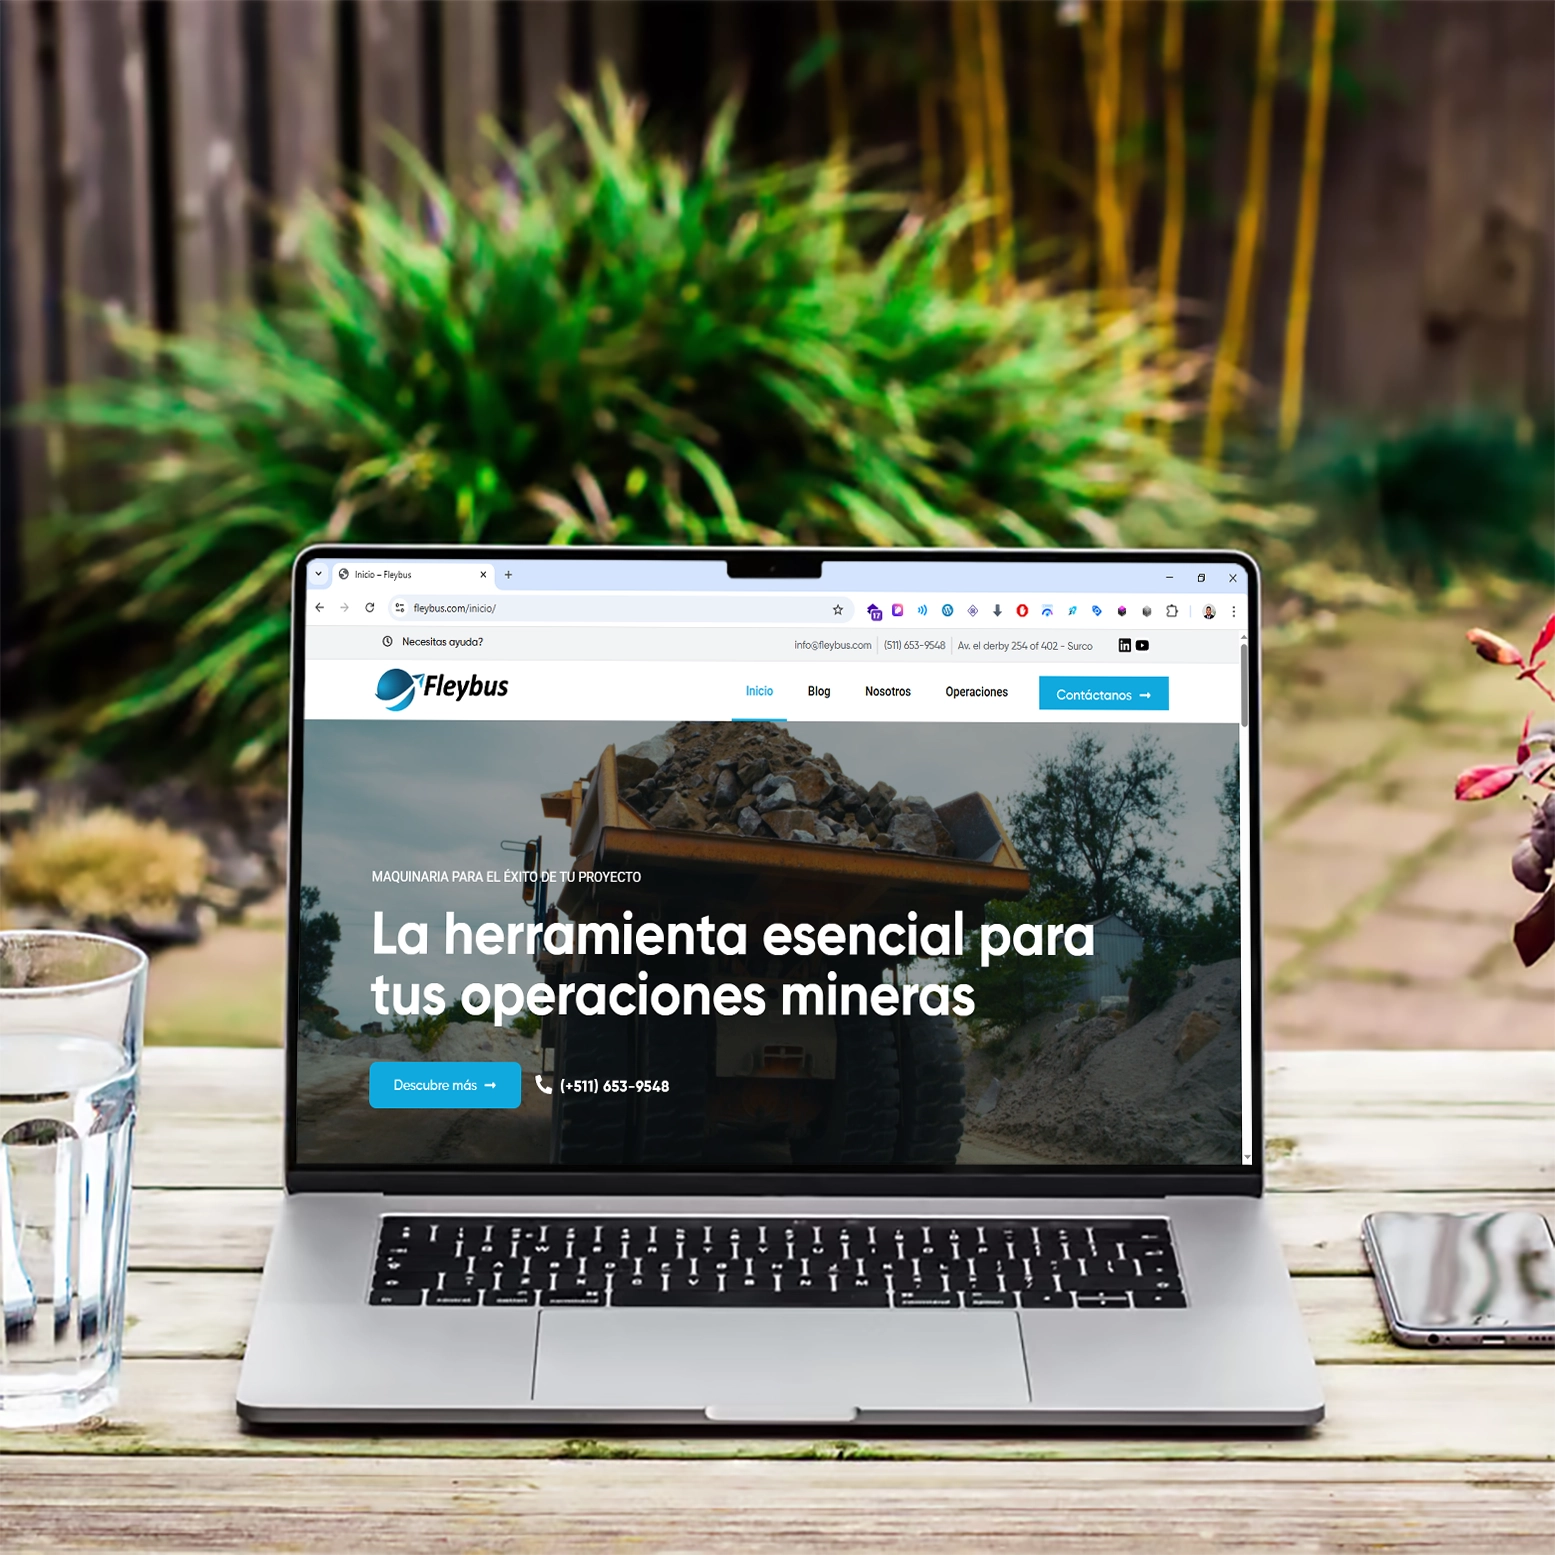 Inicio – Fleybus
fleybus.com/inicio/
17
Necesitas ayuda?
info@fleybus.com
(511) 653-9548
Av. el derby 254 of 402 - Surco
Fleybus
Inicio
Blog
Nosotros
Operaciones
Contáctanos →
MAQUINARIA PARA EL ÉXITO DE TU PROYECTO
La herramienta esencial para
tus operaciones mineras
Descubre más →
(+511) 653-9548